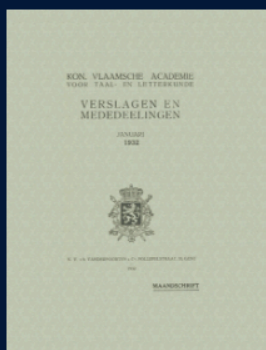 KON. VLAAMSCHE ACADEMIE
VOOR TAAL- EN LETTERKUNDE
VERSLAGEN EN
MEDEDEELINGEN
JANUARI
1932
MAANDSCHRIFT